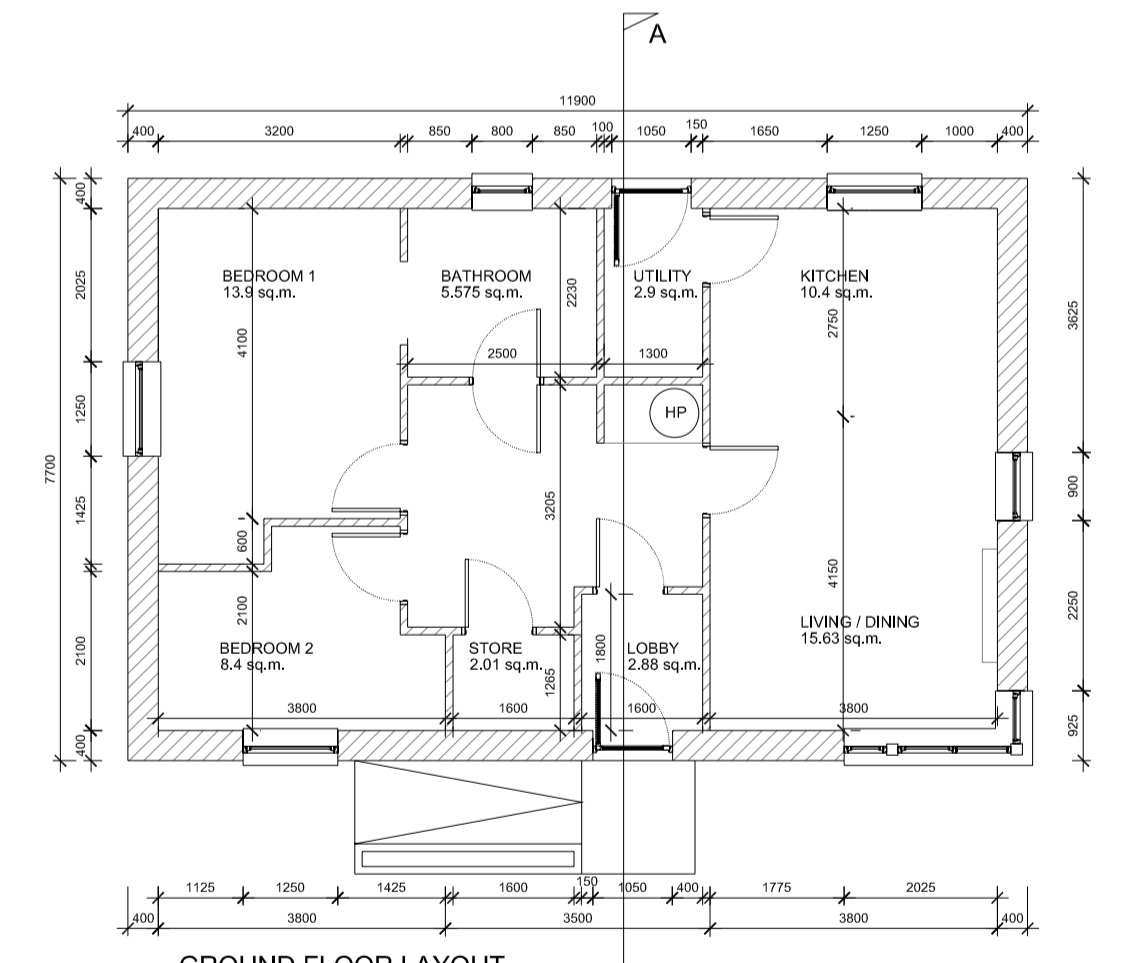 A
11900
400 3200 850 800 850 100 1050 150 1650 1250 1000 400
400
2025
1250
1425
2100
400
7700
BEDROOM 1
13.9 sq.m.
4100
600
2100
BATHROOM
5.575 sq.m.
2230
2500
UTILITY
2.9 sq.m.
1300
KITCHEN
10.4 sq.m.
2750
HP
3205
4150
BEDROOM 2
8.4 sq.m.
3800
STORE
2.01 sq.m.
1265
1600
LOBBY
2.88 sq.m.
1800
1600
LIVING / DINING
15.63 sq.m.
3800
3625
900
2250
925
1125 1250 1425 1600 150 1050 400 1775 2025
400 3800 3500 3800 400
GROUND FLOOR LAYOUT